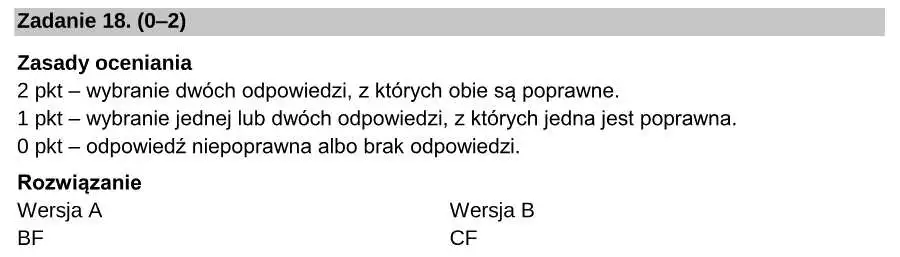 Zadanie 18. (0–2)
Zasady oceniania
2 pkt – wybranie dwóch odpowiedzi, z których obie są poprawne.
1 pkt – wybranie jednej lub dwóch odpowiedzi, z których jedna jest poprawna.
0 pkt – odpowiedź niepoprawna albo brak odpowiedzi.
Rozwiązanie
Wersja A Wersja B
BF CF